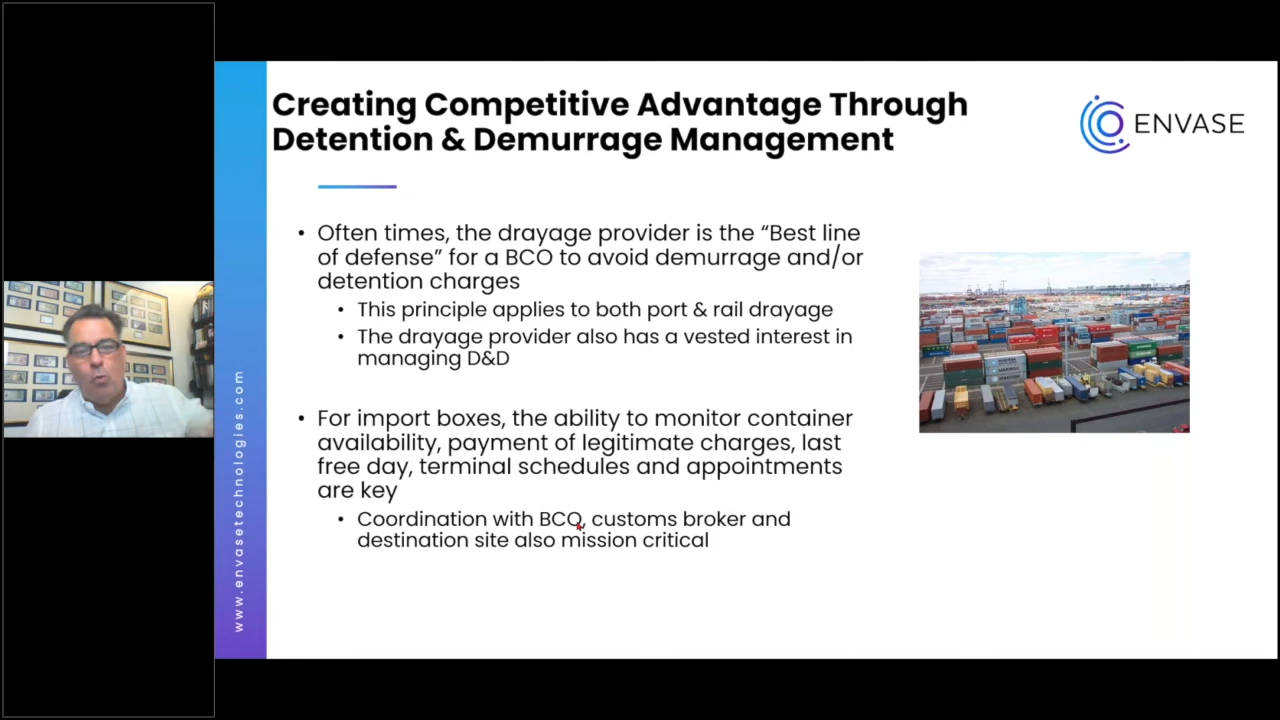 Creating Competitive Advantage Through
Detention & Demurrage Management
ENVASE
• Often times, the drayage provider is the “Best line
of defense” for a BCO to avoid demurrage and/or
detention charges
• This principle applies to both port & rail drayage
• The drayage provider also has a vested interest in
managing D&D
• For import boxes, the ability to monitor container
availability, payment of legitimate charges, last
free day, terminal schedules and appointments
are key
• Coordination with BCO, customs broker and
destination site also mission critical
www.envasetechnologies.com